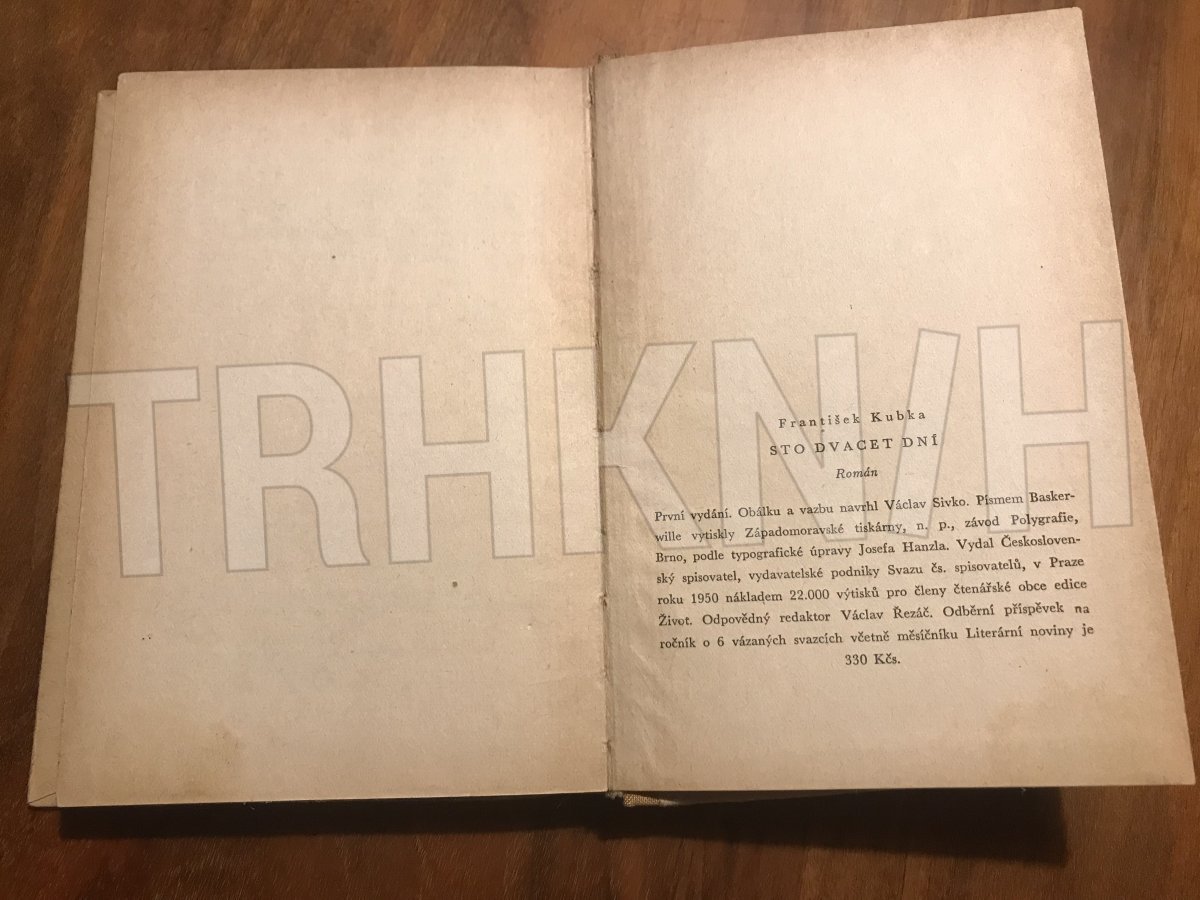 TRHKN/H
František Kubka
STO DVACET DNÍ
Román
První vydání. Obálku a vazbu navrhl Václav Sivko. Písmem Basker-
wille vytiskly Západomoravské tiskárny, n. p., závod Polygrafie,
Brno, podle typografické úpravy Josefa Hanzla. Vydal Českosloven-
ský spisovatel, vydavatelské podniky Svazu čs. spisovatelů, v Praze
roku 1950 nákladem 22.000 výtisků pro členy čtenářské obce edice
Život. Odpovědný redaktor Václav Řezáč. Odběrní příspěvek na
ročník o 6 vázaných svazcích včetně měsíčníku Literární noviny je
330 Kčs.